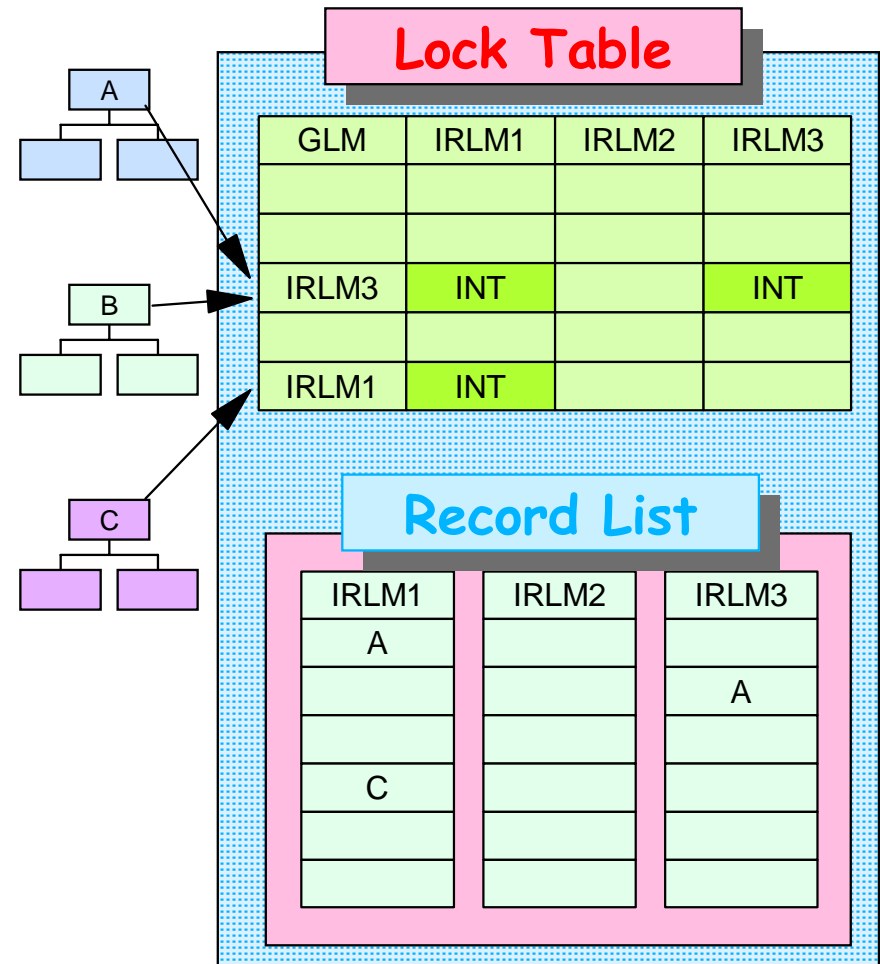 Lock Table
A
GLM IRLM1 IRLM2 IRLM3
B
IRLM3 INT INT
IRLM1 INT
Record List
C
IRLM1 IRLM2 IRLM3
A
A
C